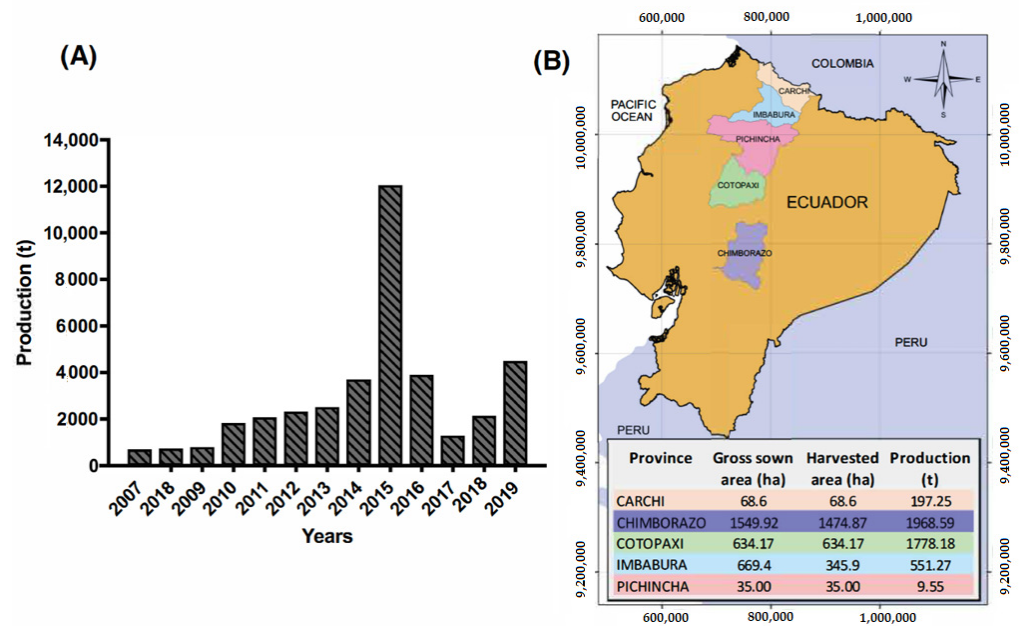 (A)
14,000
12,000
10,000
8 000
6 000
4 000
2000
0
Production (t)
2007
2018
2009
2010
2011
2012
2013
2014
2015
2016
2017
2018
2019
Years
(B)
600,000
800,000
1,000,000
10,000,000
9,800,000
9,600,000
9,400,000
9,200,000
COLOMBIA
N
W
E
S
PACIFIC
OCEAN
CARCHI
IMBABURA
PICHINCHA
COTOPAXI
ECUADOR
CHIMBORAZO
PERU
PERU
Province Gross sown area (ha) Harvested area (ha) Production (t)
CARCHI 68.6 68.6 197.25
CHIMBORAZO 1549.92 1474.87 1968.59
COTOPAXI 634.17 634.17 1778.18
IMBABURA 669.4 345.9 551.27
PICHINCHA 35.00 35.00 9.55
10,000,000
9,800,000
9,600,000
9,400,000
9,200,000
600,000
800,000
1,000,000